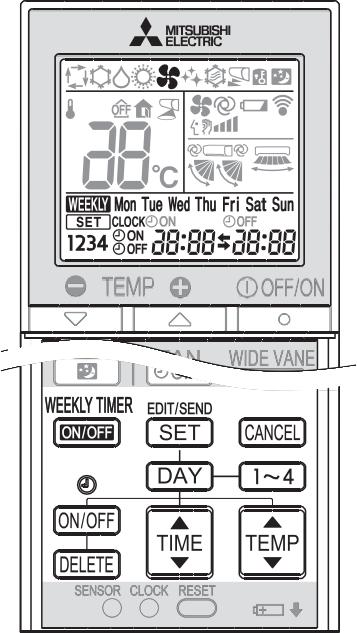 MITSUBISHI
ELECTRIC
OFF
88°C
WEEKLY Mon Tue Wed Thu Fri Sat Sun
SET CLOCK ON OFF
1234 ON OFF 88:88 88:88
TEMP OFF/ON
WIDE VANE
WEEKLY TIMER
EDIT/SEND
ON/OFF SET CANCEL
DAY 1~4
ON/OFF
TIME TEMP
DELETE
SENSOR CLOCK RESET